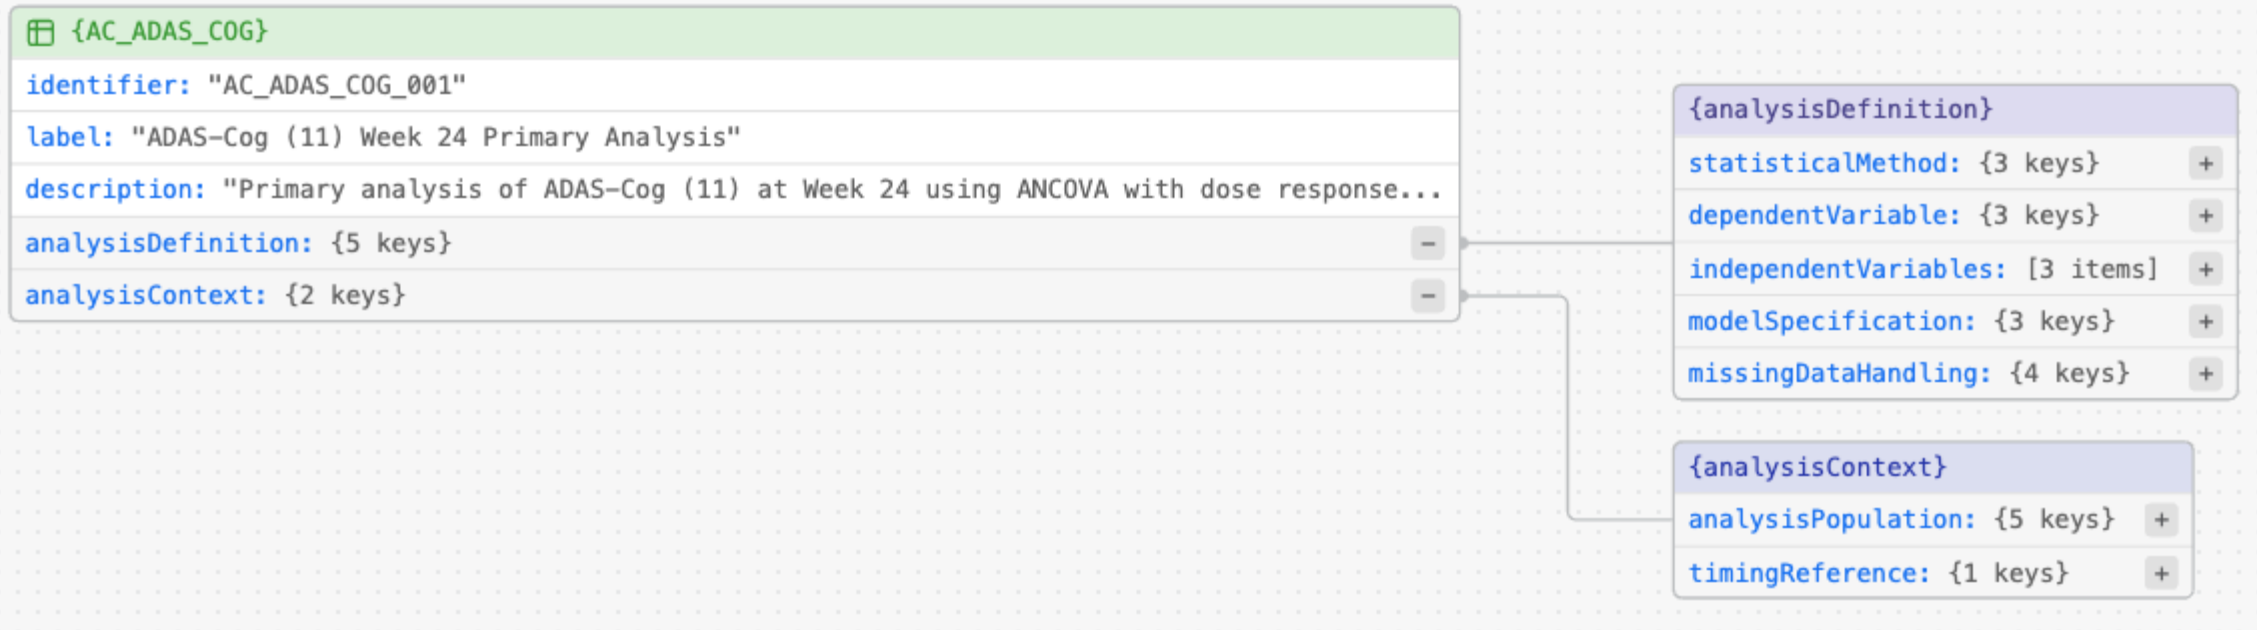 {AC_ADAS_COG}
identifier: "AC_ADAS_COG_001"
label: "ADAS-Cog (11) Week 24 Primary Analysis"
description: "Primary analysis of ADAS-Cog (11) at Week 24 using ANCOVA with dose response...
analysisDefinition: {5 keys} −
analysisContext: {2 keys} −
{analysisDefinition}
statisticalMethod: {3 keys} +
dependentVariable: {3 keys} +
independentVariables: [3 items] +
modelSpecification: {3 keys} +
missingDataHandling: {4 keys} +
{analysisContext}
analysisPopulation: {5 keys} +
timingReference: {1 keys} +